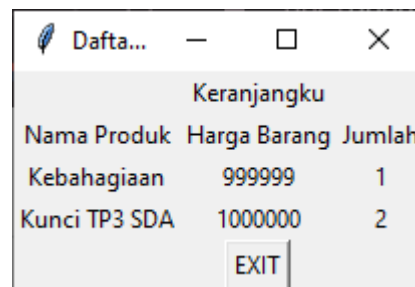 Dafta...
Keranjangku
Nama Produk Harga Barang Jumlah
Kebahagiaan 999999 1
Kunci TP3 SDA 1000000 2
EXIT